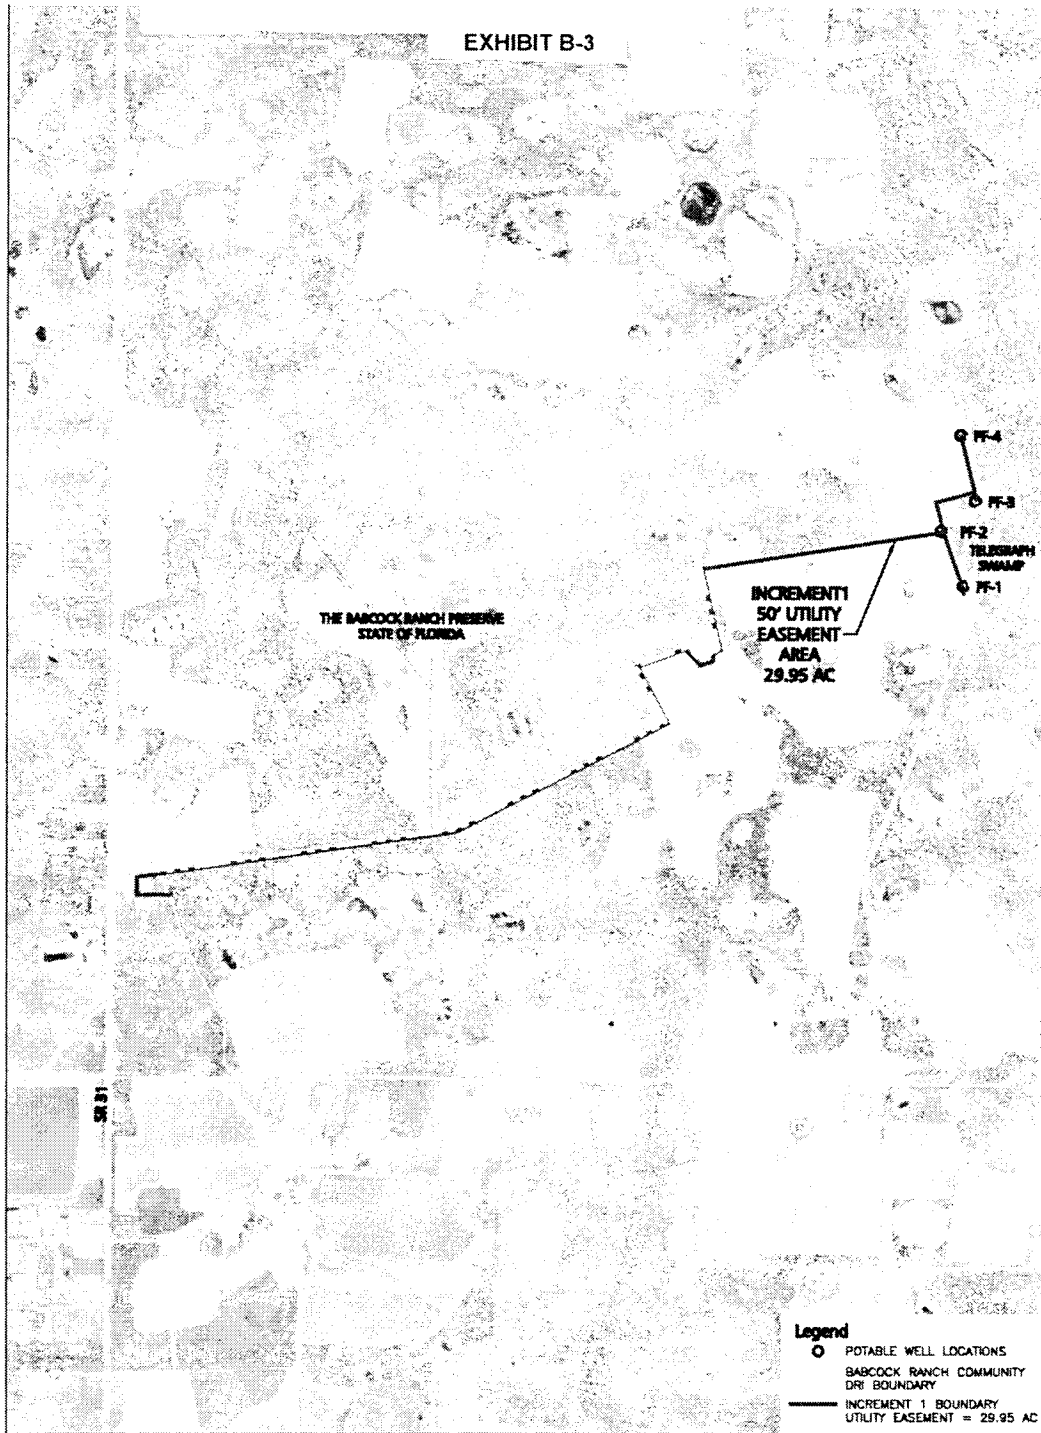 EXHIBIT B-3
PF-4
PF-3
PF-2
TELEGRAPH
SWAMP
PF-1
INCREMENT1
50' UTILITY
EASEMENT
AREA
29.95 AC
THE BABCOCK RANCH PRESERVE
STATE OF FLORIDA
SR 31
Legend
POTABLE WELL LOCATIONS
BABCOCK RANCH COMMUNITY
DRI BOUNDARY
INCREMENT 1 BOUNDARY
UTILITY EASEMENT = 29.95 AC